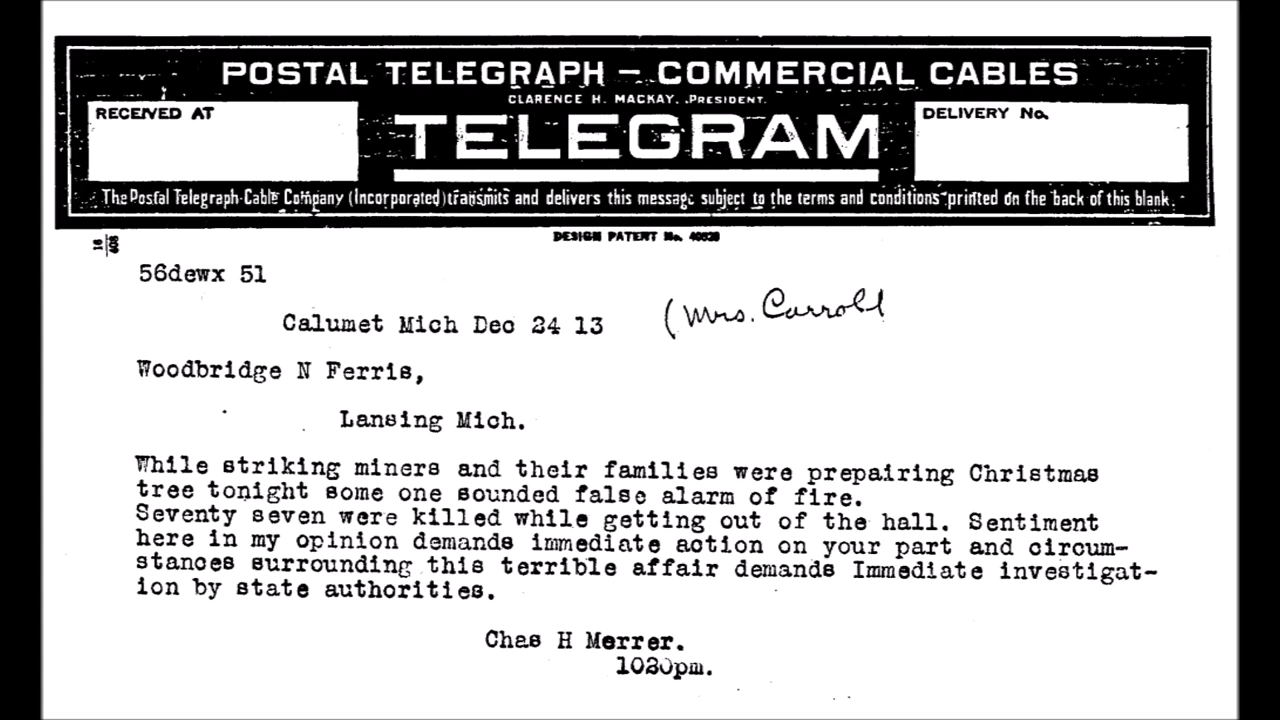 POSTAL TELEGRAPH – COMMERCIAL CABLES
CLARENCE H. MACKAY, PRESIDENT.
RECEIVED AT
TELEGRAM
DELIVERY No.
The Postal Telegraph-Cable Company (Incorporated) transmits and delivers this message subject to the terms and conditions printed on the back of this blank.
DESIGN PATENT No. 40529
56dewx 51
Calumet Mich Dec 24 13
(Mrs. Carroll
Woodbridge N Ferris,
Lansing Mich.
While striking miners and their families were prepairing Christmas
tree tonight some one sounded false alarm of fire.
Seventy seven were killed while getting out of the hall. Sentiment
here in my opinion demands immediate action on your part and circum-
stances surrounding this terrible affair demands Immediate investigat-
ion by state authorities.
Chas H Merrer.
1020pm.